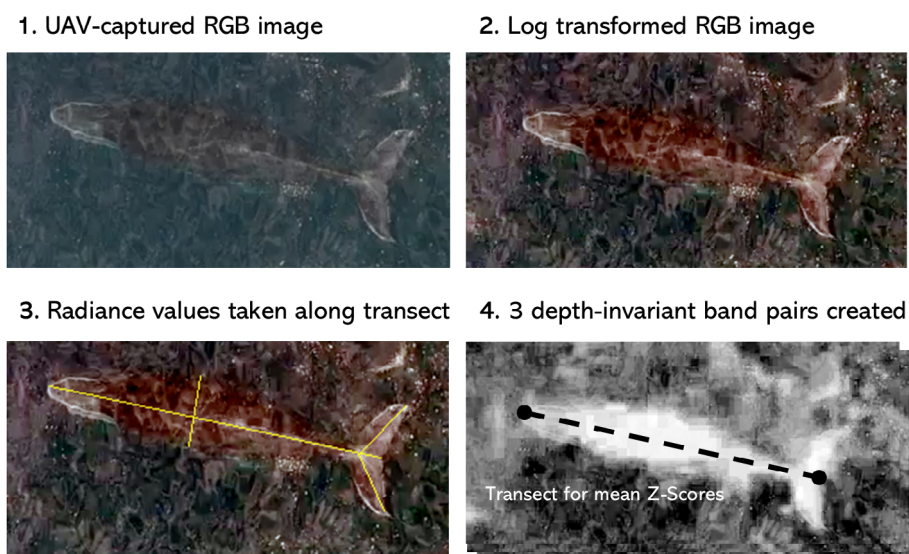 1. UAV-captured RGB image
2. Log transformed RGB image
3. Radiance values taken along transect
4. 3 depth-invariant band pairs created
Transect for mean Z-Scores